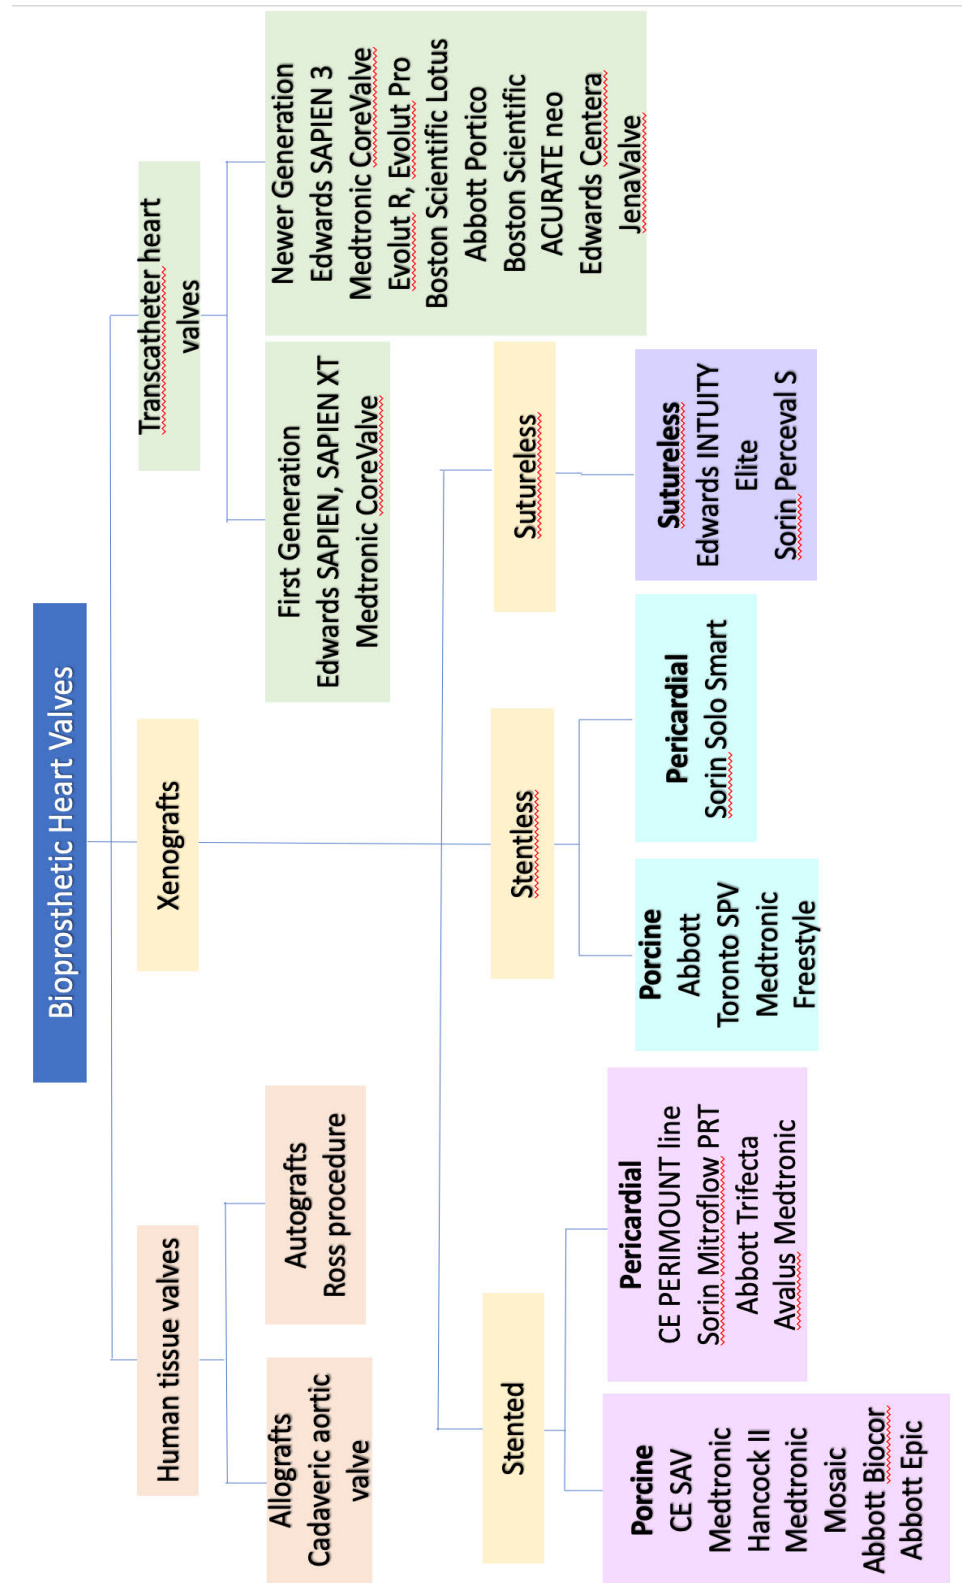 Bioprosthetic Heart Valves
Human tissue valves
Xenografts
Transcatheter heart
valves
Allografts
Cadaveric aortic
valve
Autografts
Ross procedure
First Generation
Edwards SAPIEN, SAPIEN XT
Medtronic CoreValve
Newer Generation
Edwards SAPIEN 3
Medtronic CoreValve
Evolut R, Evolut Pro
Boston Scientific Lotus
Abbott Portico
Boston Scientific
ACURATE neo
Edwards Centera
JenaValve
Stented
Stentless
Sutureless
Porcine
CE SAV
Medtronic
Hancock II
Medtronic
Mosaic
Abbott Biocor
Abbott Epic
Pericardial
CE PERIMOUNT line
Sorin Mitroflow PRT
Abbott Trifecta
Avalus Medtronic
Porcine
Abbott
Toronto SPV
Medtronic
Freestyle
Pericardial
Sorin Solo Smart
Sutureless
Edwards INTUITY
Elite
Sorin Perceval S